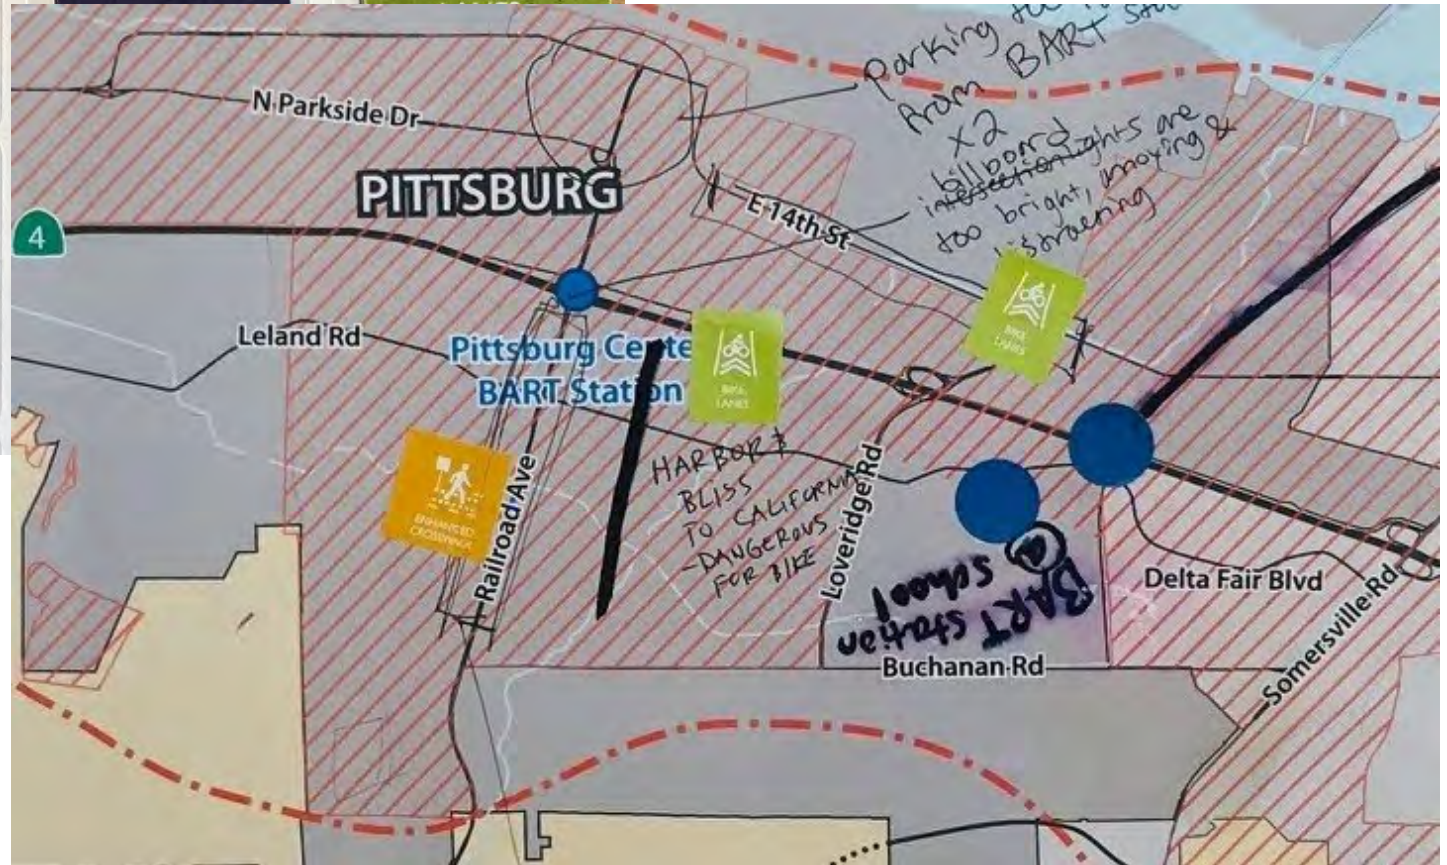 Parking too
from BART
x2
billboard
intersection lights are
too bright, annoying &
distracting
N Parkside Dr
PITTSBURG
E 14th St
4
Leland Rd
Pittsburg Cente
BART Station
BIKE
LANES
BIKE
LANES
HARBOR &
BLISS
TO CALIFORNIA
-DANGEROUS
FOR BIKE
ENHANCED
CROSSWALK
Railroad Ave
Loveridge Rd
BART station
@ school
Delta Fair Blvd
Somersville Rd
Buchanan Rd